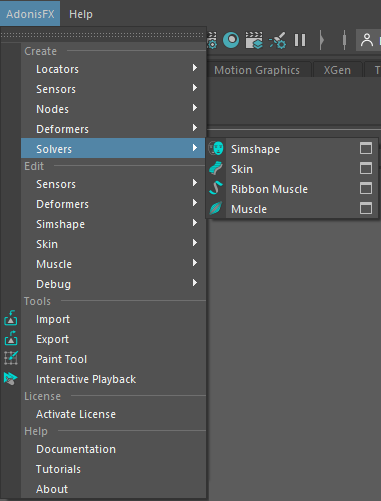 AdonisFX Help
Motion Graphics XGen
Create
Locators
Sensors
Nodes
Deformers
Solvers
Simshape
Skin
Ribbon Muscle
Muscle
Edit
Sensors
Deformers
Simshape
Skin
Muscle
Debug
Tools
Import
Export
Paint Tool
Interactive Playback
License
Activate License
Help
Documentation
Tutorials
About